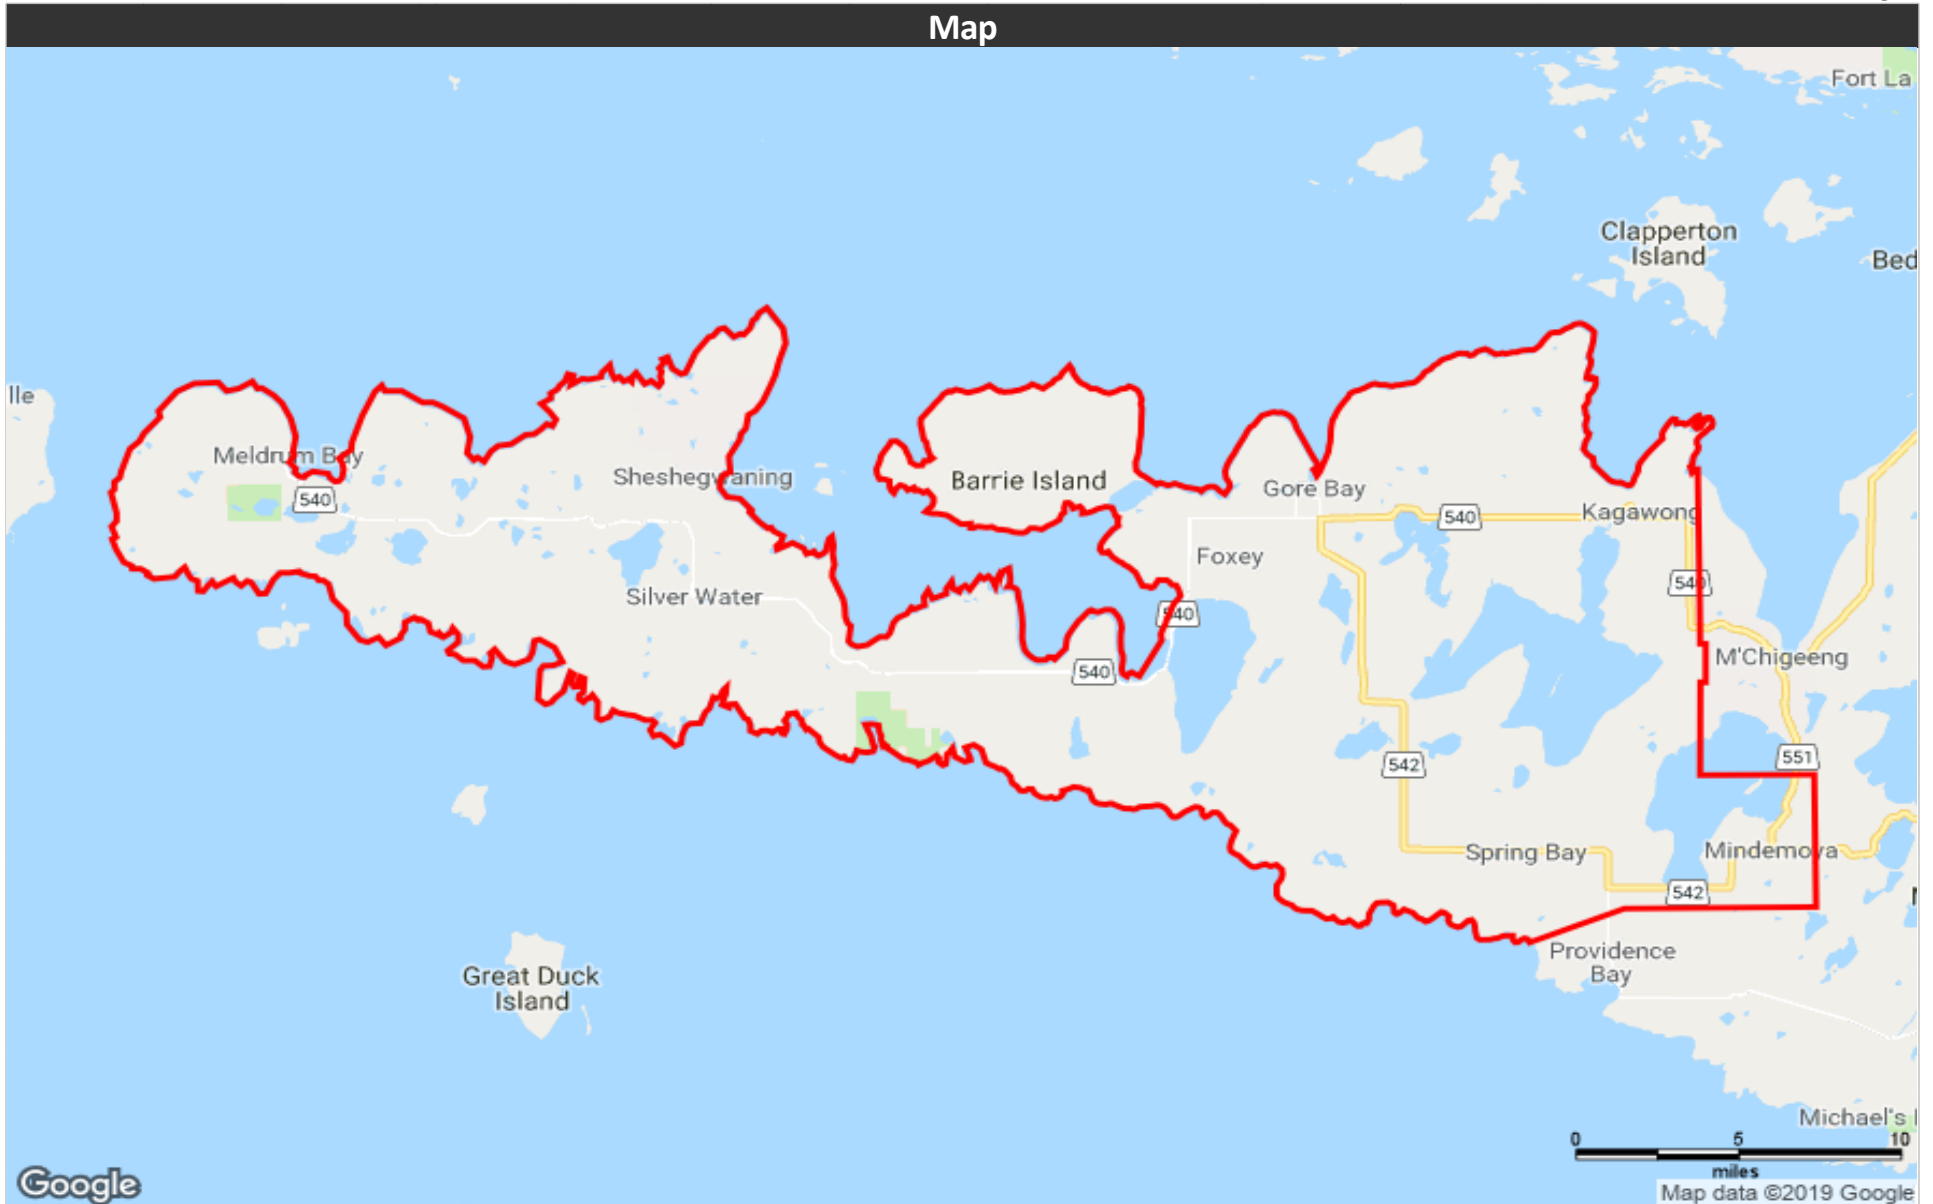 Map
Fort La
Clapperton
Island
Bed
lle
Meldrum Bay
540
Sheshegwaning
Barrie Island
Gore Bay
540
Kagawong
Foxey
540
Silver Water
540
M'Chigeeng
540
551
542
Spring Bay
Mindemoya
542
Providence
Bay
Great Duck
Island
Michael's
0 5 10
miles
Google
Map data ©2019 Google